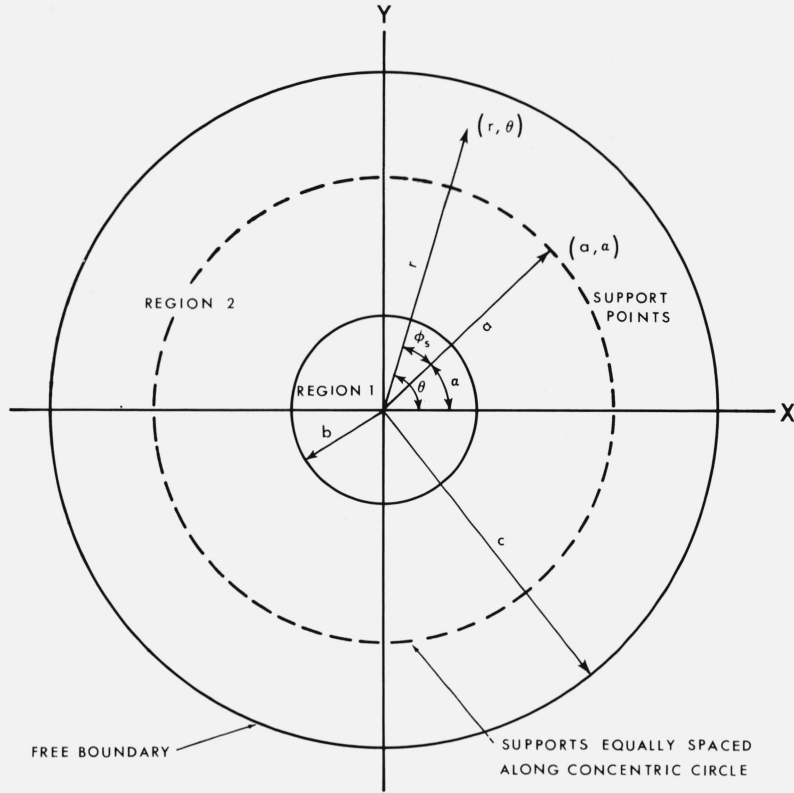 Y
(r, θ)
(a, α)
r
REGION 2
SUPPORT
POINTS
a
ϕs
REGION 1
θ
α
X
b
c
FREE BOUNDARY
SUPPORTS EQUALLY SPACED
ALONG CONCENTRIC CIRCLE